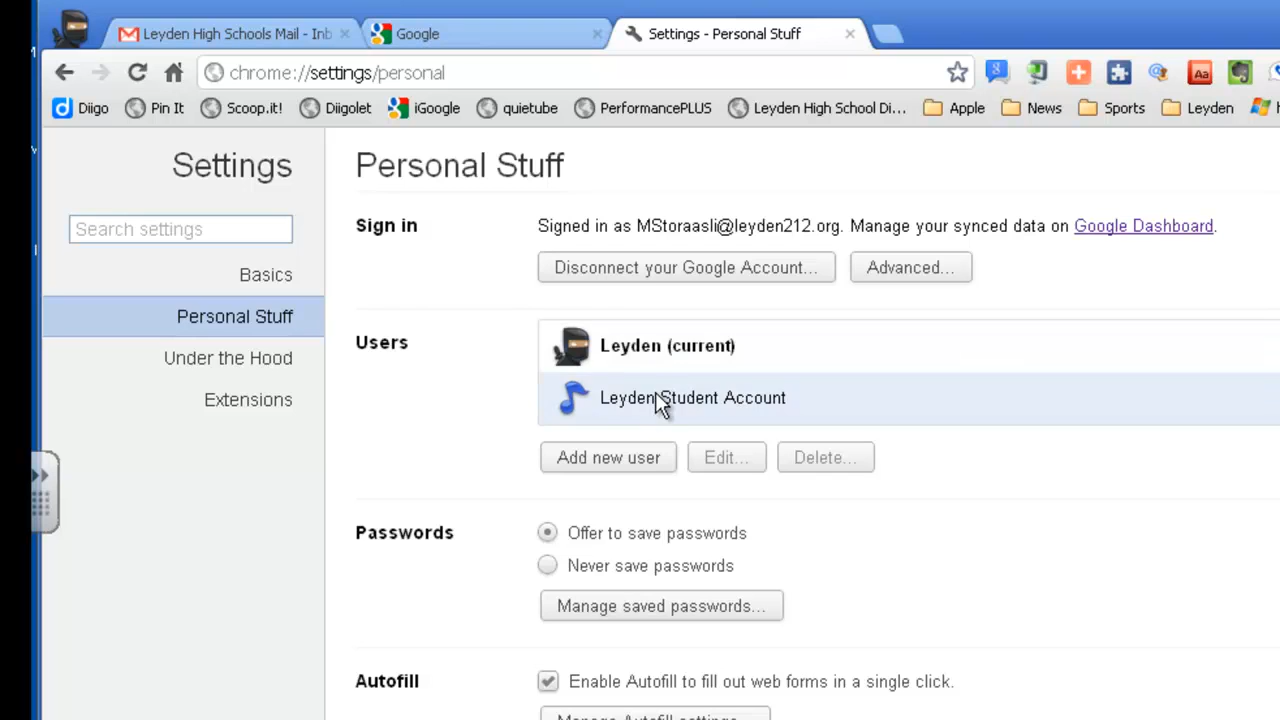 Leyden High Schools Mail - Inb
Google
Settings - Personal Stuff
chrome://settings/personal
Diigo Pin It Scoop.it! Diigolet iGoogle quietube PerformancePLUS Leyden High School Di... Apple News Sports Leyden
Settings
Search settings
Basics
Personal Stuff
Under the Hood
Extensions
Personal Stuff
Sign in
Signed in as MStoraasli@leyden212.org. Manage your synced data on Google Dashboard.
Disconnect your Google Account... Advanced...
Users
Leyden (current)
Leyden Student Account
Add new user Edit... Delete...
Passwords
Offer to save passwords
Never save passwords
Manage saved passwords...
Autofill
Enable Autofill to fill out web forms in a single click.
Manage Autofill settings...